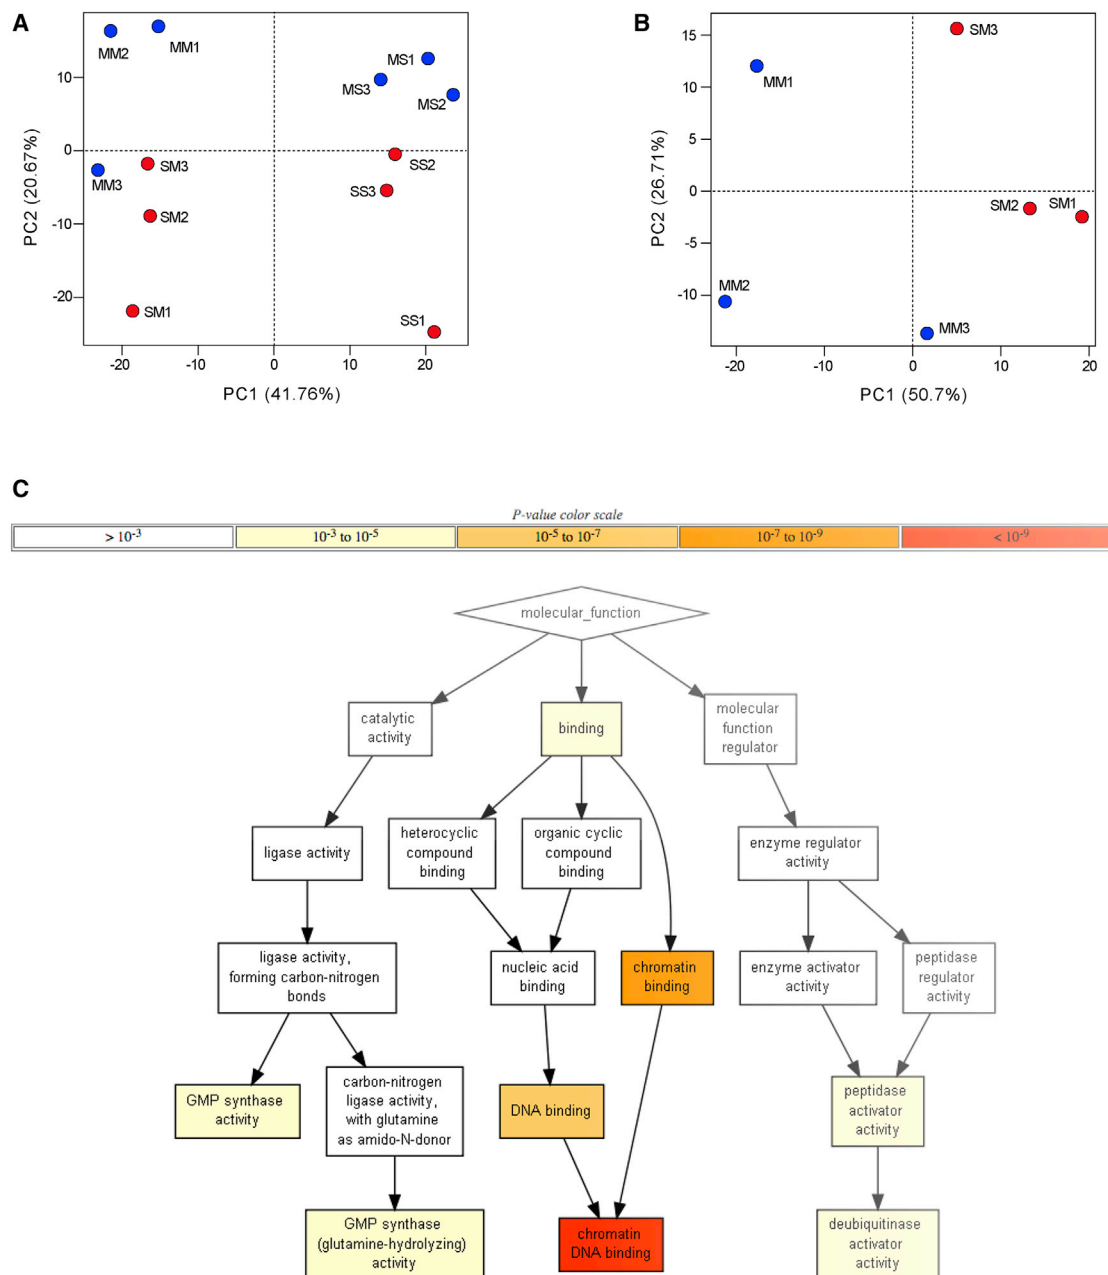 A
MM2
MM1
MS1
MS3
MS2
10
0
-10
-20
MM3
SM3
SM2
SM1
SS2
SS3
SS1
PC2 (20.67%)
-20
-10
0
10
20
PC1 (41.76%)
B
15
10
5
0
-5
-10
SM3
MM1
SM2
SM1
MM2
MM3
PC2 (26.71%)
-20
-10
0
10
20
PC1 (50.7%)
C
P-value color scale
> 10-3
10-3 to 10-5
10-5 to 10-7
10-7 to 10-9
< 10-9
molecular_function
catalytic
activity
binding
molecular
function
regulator
ligase activity
heterocyclic
compound
binding
organic cyclic
compound
binding
enzyme regulator
activity
ligase activity,
forming carbon-nitrogen
bonds
nucleic acid
binding
chromatin
binding
enzyme activator
activity
peptidase
regulator
activity
GMP synthase
activity
carbon-nitrogen
ligase activity,
with glutamine
as amido-N-donor
DNA binding
peptidase
activator
activity
GMP synthase
(glutamine-hydrolyzing)
activity
chromatin
DNA binding
deubiquitinase
activator
activity